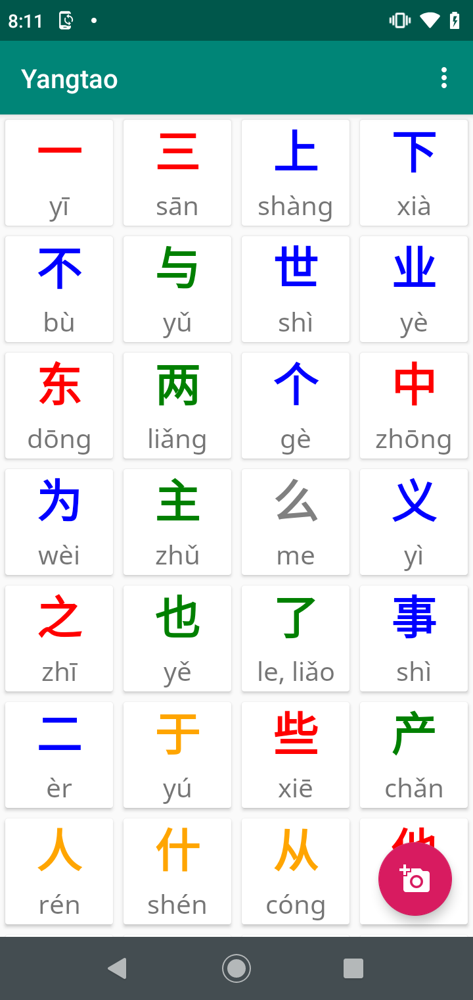 8:11
Yangtao
一 三 上 下
yī sān shàng xià
不 与 世 业
bù yǔ shì yè
东 两 个 中
dōng liǎng gè zhōng
为 主 么 义
wèi zhǔ me yì
之 也 了 事
zhī yě le, liǎo shì
二 于 些 产
èr yú xiē chǎn
人 什 从
rén shén cóng